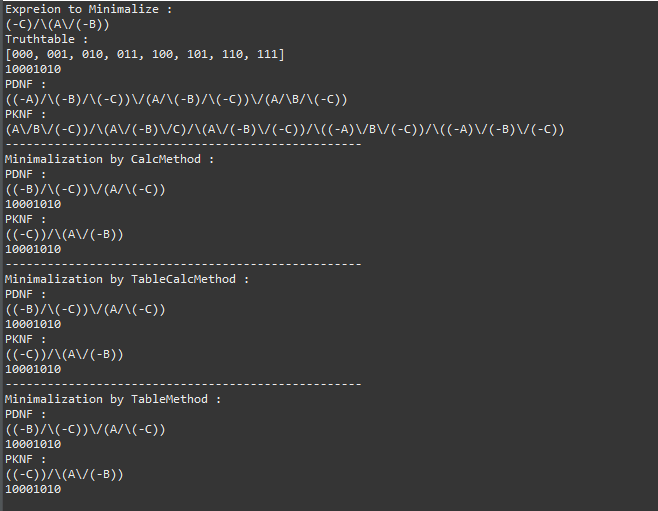 Expreion to Minimalize :
(-C)/\(A\/(-B))
Truthtable :
[000, 001, 010, 011, 100, 101, 110, 111]
10001010
PDNF :
((-A)/\(-B)/\(-C))\/(A/\(-B)/\(-C))\/(A/\B/\(-C))
PKNF :
(A\/B\/(-C))/\(A\/(-B)\/C)/\(A\/(-B)\/(-C))/\((-A)\/B\/(-C))/\((-A)\/(-B)\/(-C))
---------------------------------------------------
Minimalization by CalcMethod :
PDNF :
((-B)/\(-C))\/(A/\(-C))
10001010
PKNF :
((-C))/\(A\/(-B))
10001010
---------------------------------------------------
Minimalization by TableCalcMethod :
PDNF :
((-B)/\(-C))\/(A/\(-C))
10001010
PKNF :
((-C))/\(A\/(-B))
10001010
---------------------------------------------------
Minimalization by TableMethod :
PDNF :
((-B)/\(-C))\/(A/\(-C))
10001010
PKNF :
((-C))/\(A\/(-B))
10001010